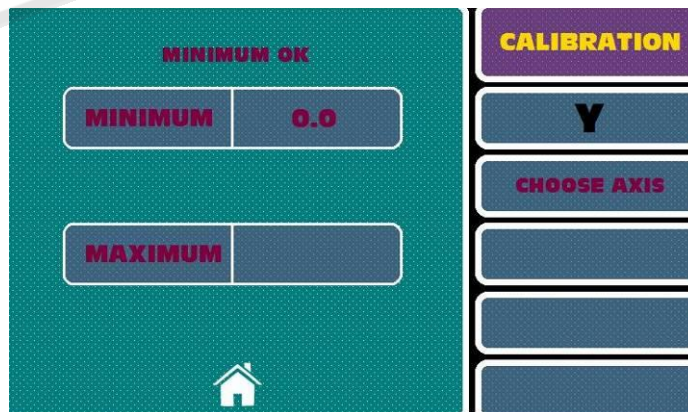 MINIMUM OK
MINIMUM 0.0
MAXIMUM
CALIBRATION
Y
CHOOSE AXIS